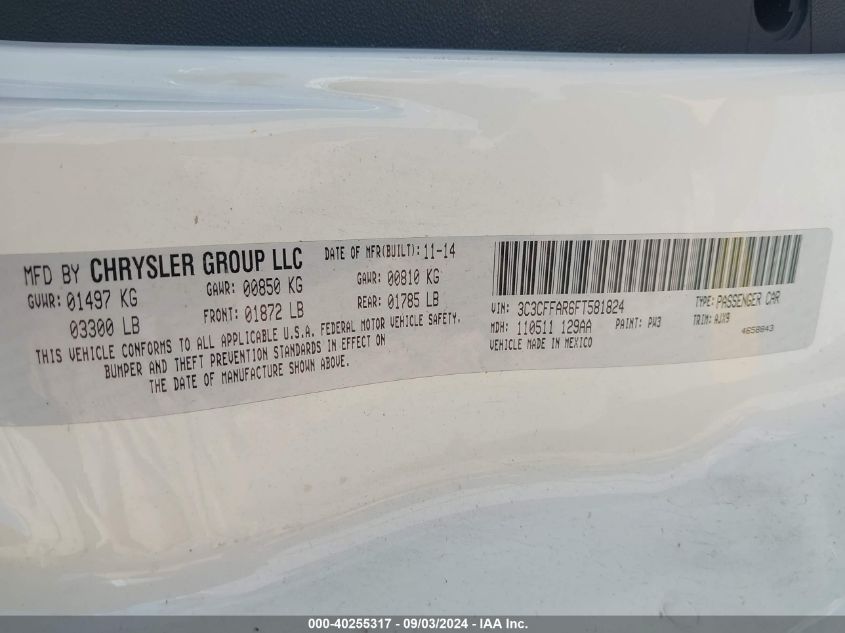 MFD BY CHRYSLER GROUP LLC
DATE OF MFR(BUILT): 11-14
GVWR: 01497 KG
GAWR: 00850 KG
GAWR: 00810 KG
03300 LB
FRONT: 01872 LB
REAR: 01785 LB
THIS VEHICLE CONFORMS TO ALL APPLICABLE U.S.A. FEDERAL MOTOR VEHICLE SAFETY,
BUMPER AND THEFT PREVENTION STANDARDS IN EFFECT ON
THE DATE OF MANUFACTURE SHOWN ABOVE.
VIN: 3C3CFFAR6FT581824
TYPE: PASSENGER CAR
MDH: 110511 129AA
PAINT: PW3
TRIM: AJX9
VEHICLE MADE IN MEXICO
4658843
000-40255317 - 09/03/2024 - IAA Inc.